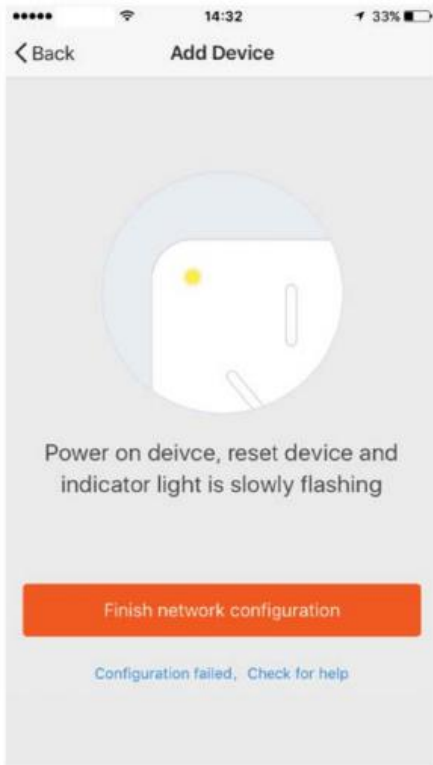 14:32
33%
Back
Add Device
Power on deivce, reset device and
indicator light is slowly flashing
Finish network configuration
Configuration failed, Check for help